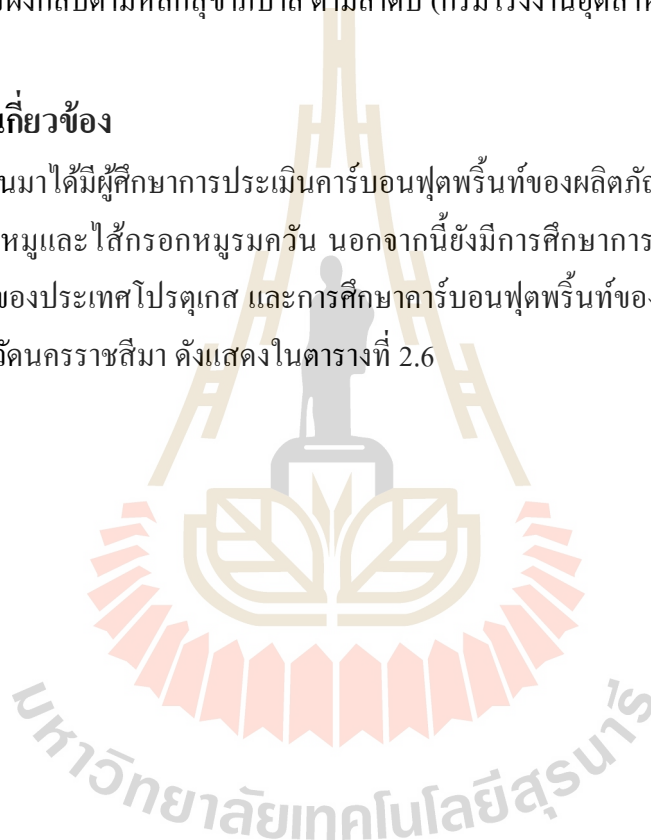 ฝังกลบตามหลักสุขาภิบาล ตามลำดับ (กรมโรงงานอุตสาห
เกี่ยวข้อง
นมาได้มีผู้ศึกษาการประเมินคาร์บอนฟุตพริ้นท์ของผลิตภั
หมูและไส้กรอกหมูรมควัน นอกจากนี้ยังมีการศึกษาการ
ของประเทศโปรตุเกส และการศึกษาคาร์บอนฟุตพริ้นท์ของ
วัดนครราชสีมา ดังแสดงในตารางที่ 2.6
มหาวิทยาลัยเทคโนโลยีสุรนารี